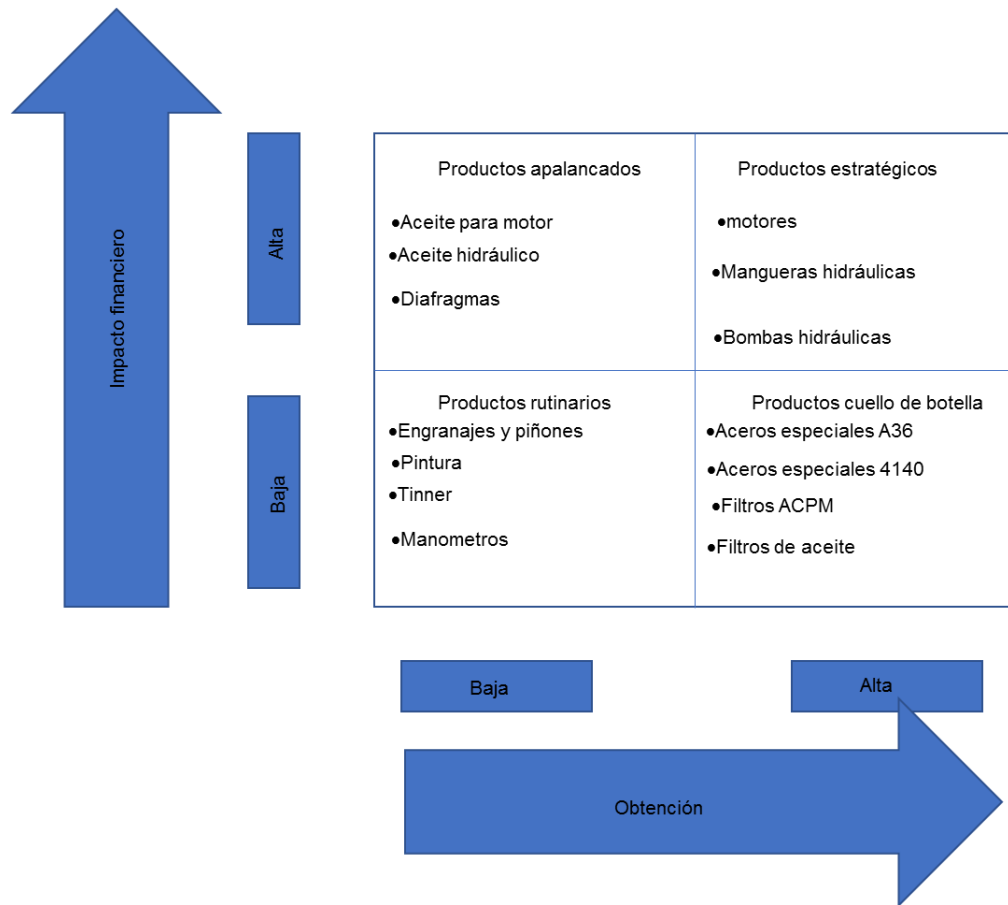 Impacto financiero
Alta
Baja
Productos apalancados
•Aceite para motor
•Aceite hidráulico
•Diafragmas
Productos estratégicos
•motores
•Mangueras hidráulicas
•Bombas hidráulicas
Productos rutinarios
•Engranajes y piñones
•Pintura
•Tinner
•Manometros
Productos cuello de botella
•Aceros especiales A36
•Aceros especiales 4140
•Filtros ACPM
•Filtros de aceite
Baja
Alta
Obtención